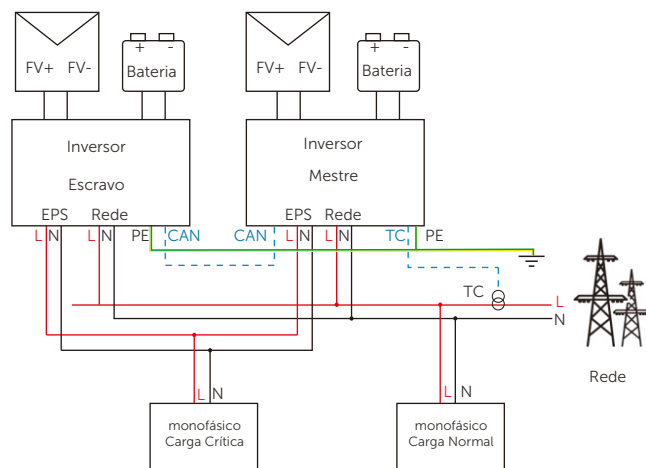 FV+ FV-
+ -
Bateria
FV+ FV-
+ -
Bateria
Inversor
Escravo
EPS Rede
Inversor
Mestre
EPS Rede
L N L N PE CAN
CAN L N L N TC PE
TC
L
N
Rede
L N
L N
monofásico
Carga Crítica
monofásico
Carga Normal